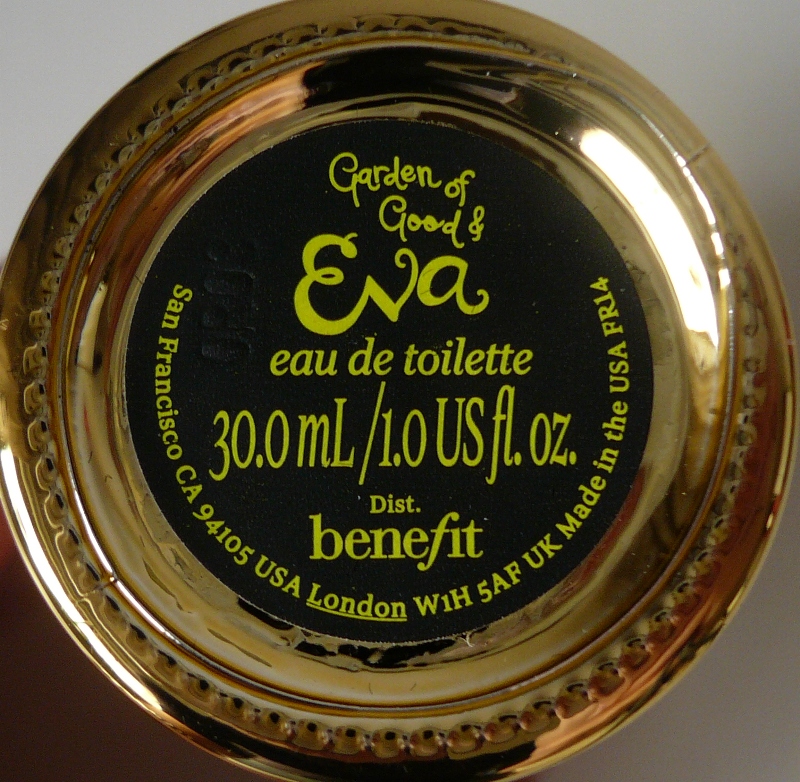 Garden of
Good &
Eva
eau de toilette
30.0 mL/1.0 US fl. oz.
Dist.
benefit
San Francisco CA 94105 USA London W1H 5AF UK Made in the USA FR14